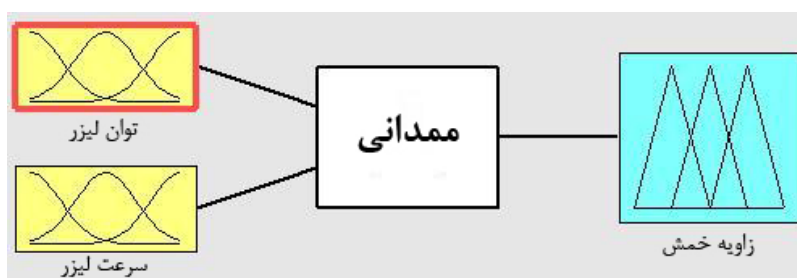 توان لیزر
ممدانی
سرعت لیزر
زاویه خمش